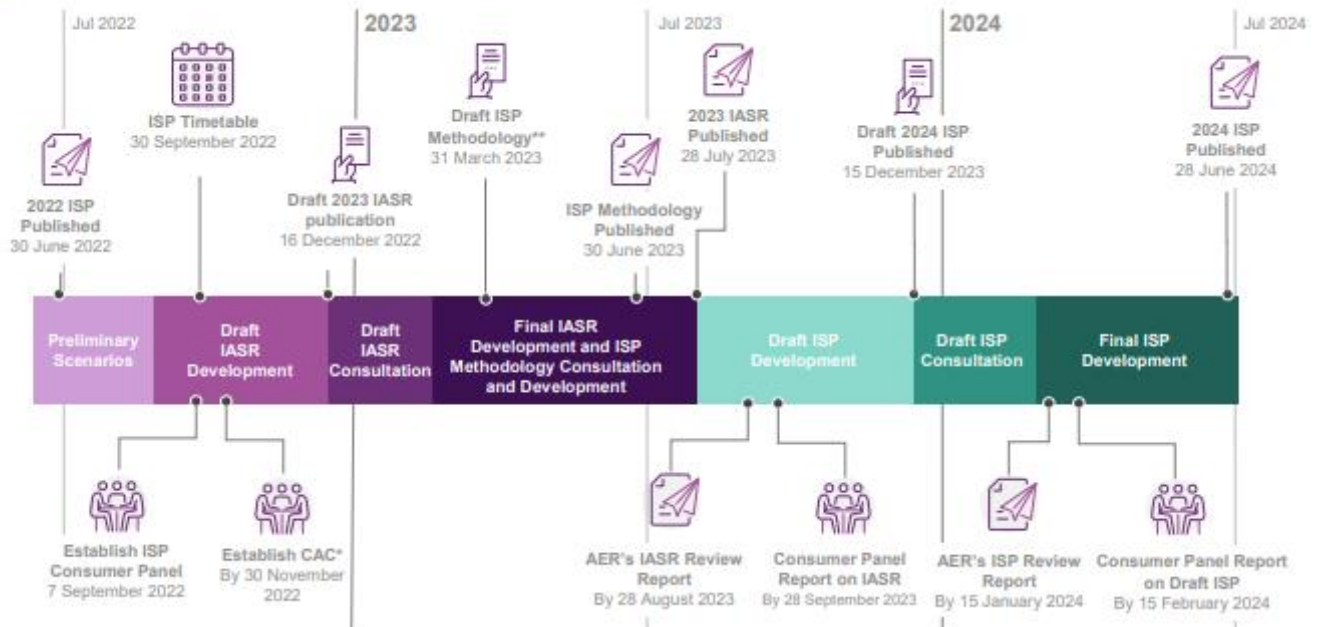 Jul 2022
2023
Jul 2023
2024
Jul 2024
ISP Timetable
30 September 2022
2022 ISP
Published
30 June 2022
Draft 2023 IASR
publication
16 December 2022
Draft ISP
Methodology**
31 March 2023
ISP Methodology
Published
30 June 2023
2023 IASR
Published
28 July 2023
Draft 2024 ISP
Published
15 December 2023
2024 ISP
Published
28 June 2024
Preliminary
Scenarios
Draft
IASR
Development
Draft
IASR
Consultation
Final IASR
Development and ISP
Methodology Consultation
and Development
Draft ISP
Development
Draft ISP
Consultation
Final ISP
Development
Establish ISP
Consumer Panel
7 September 2022
Establish CAC*
By 30 November
2022
AER's IASR Review
Report
By 28 August 2023
Consumer Panel
Report on IASR
By 28 September 2023
AER's ISP Review
Report
By 15 January 2024
Consumer Panel Report
on Draft ISP
By 15 February 2024